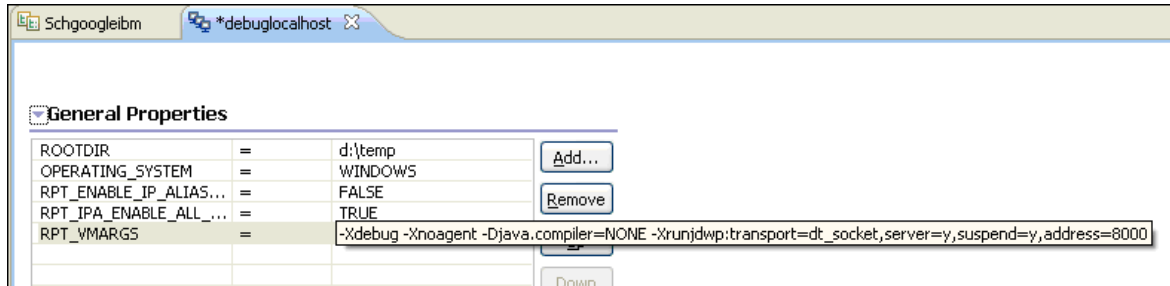 Schgoogleibm *debuglocalhost
General Properties
ROOTDIR = d:\temp Add...
OPERATING_SYSTEM = WINDOWS
RPT_ENABLE_IP_ALIAS... = FALSE Remove
RPT_IPA_ENABLE_ALL_... = TRUE
RPT_VMARGS = -Xdebug -Xnoagent -Djava.compiler=NONE -Xrunjdwp:transport=dt_socket,server=y,suspend=y,address=8000
Down